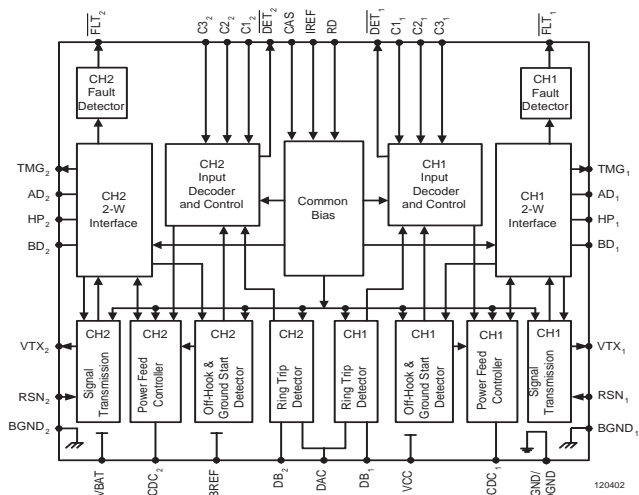 FLT2
C32
C22
C12
DET2
CAS
IREF
RD
DET1
C11
C21
C31
FLT1
CH2
Fault
Detector
CH1
Fault
Detector
TMG2
AD2
HP2
BD2
CH2
2-W
Interface
CH2
Input
Decoder
and Control
Common
Bias
CH1
Input
Decoder
and Control
CH1
2-W
Interface
TMG1
AD1
HP1
BD1
VTX2
RSN2
BGND2
CH2
Signal
Transmission
CH2
Power Feed
Controller
CH2
Off-Hook &
Ground Start
Detector
CH2
Ring Trip
Detector
CH1
Ring Trip
Detector
CH1
Off-Hook &
Ground Start
Detector
CH1
Power Feed
Controller
CH1
Signal
Transmission
VTX1
RSN1
BGND1
VBAT
CDC2
BREF
DB2
DAC
DB1
VCC
CDC1
GND/
DGND
120402